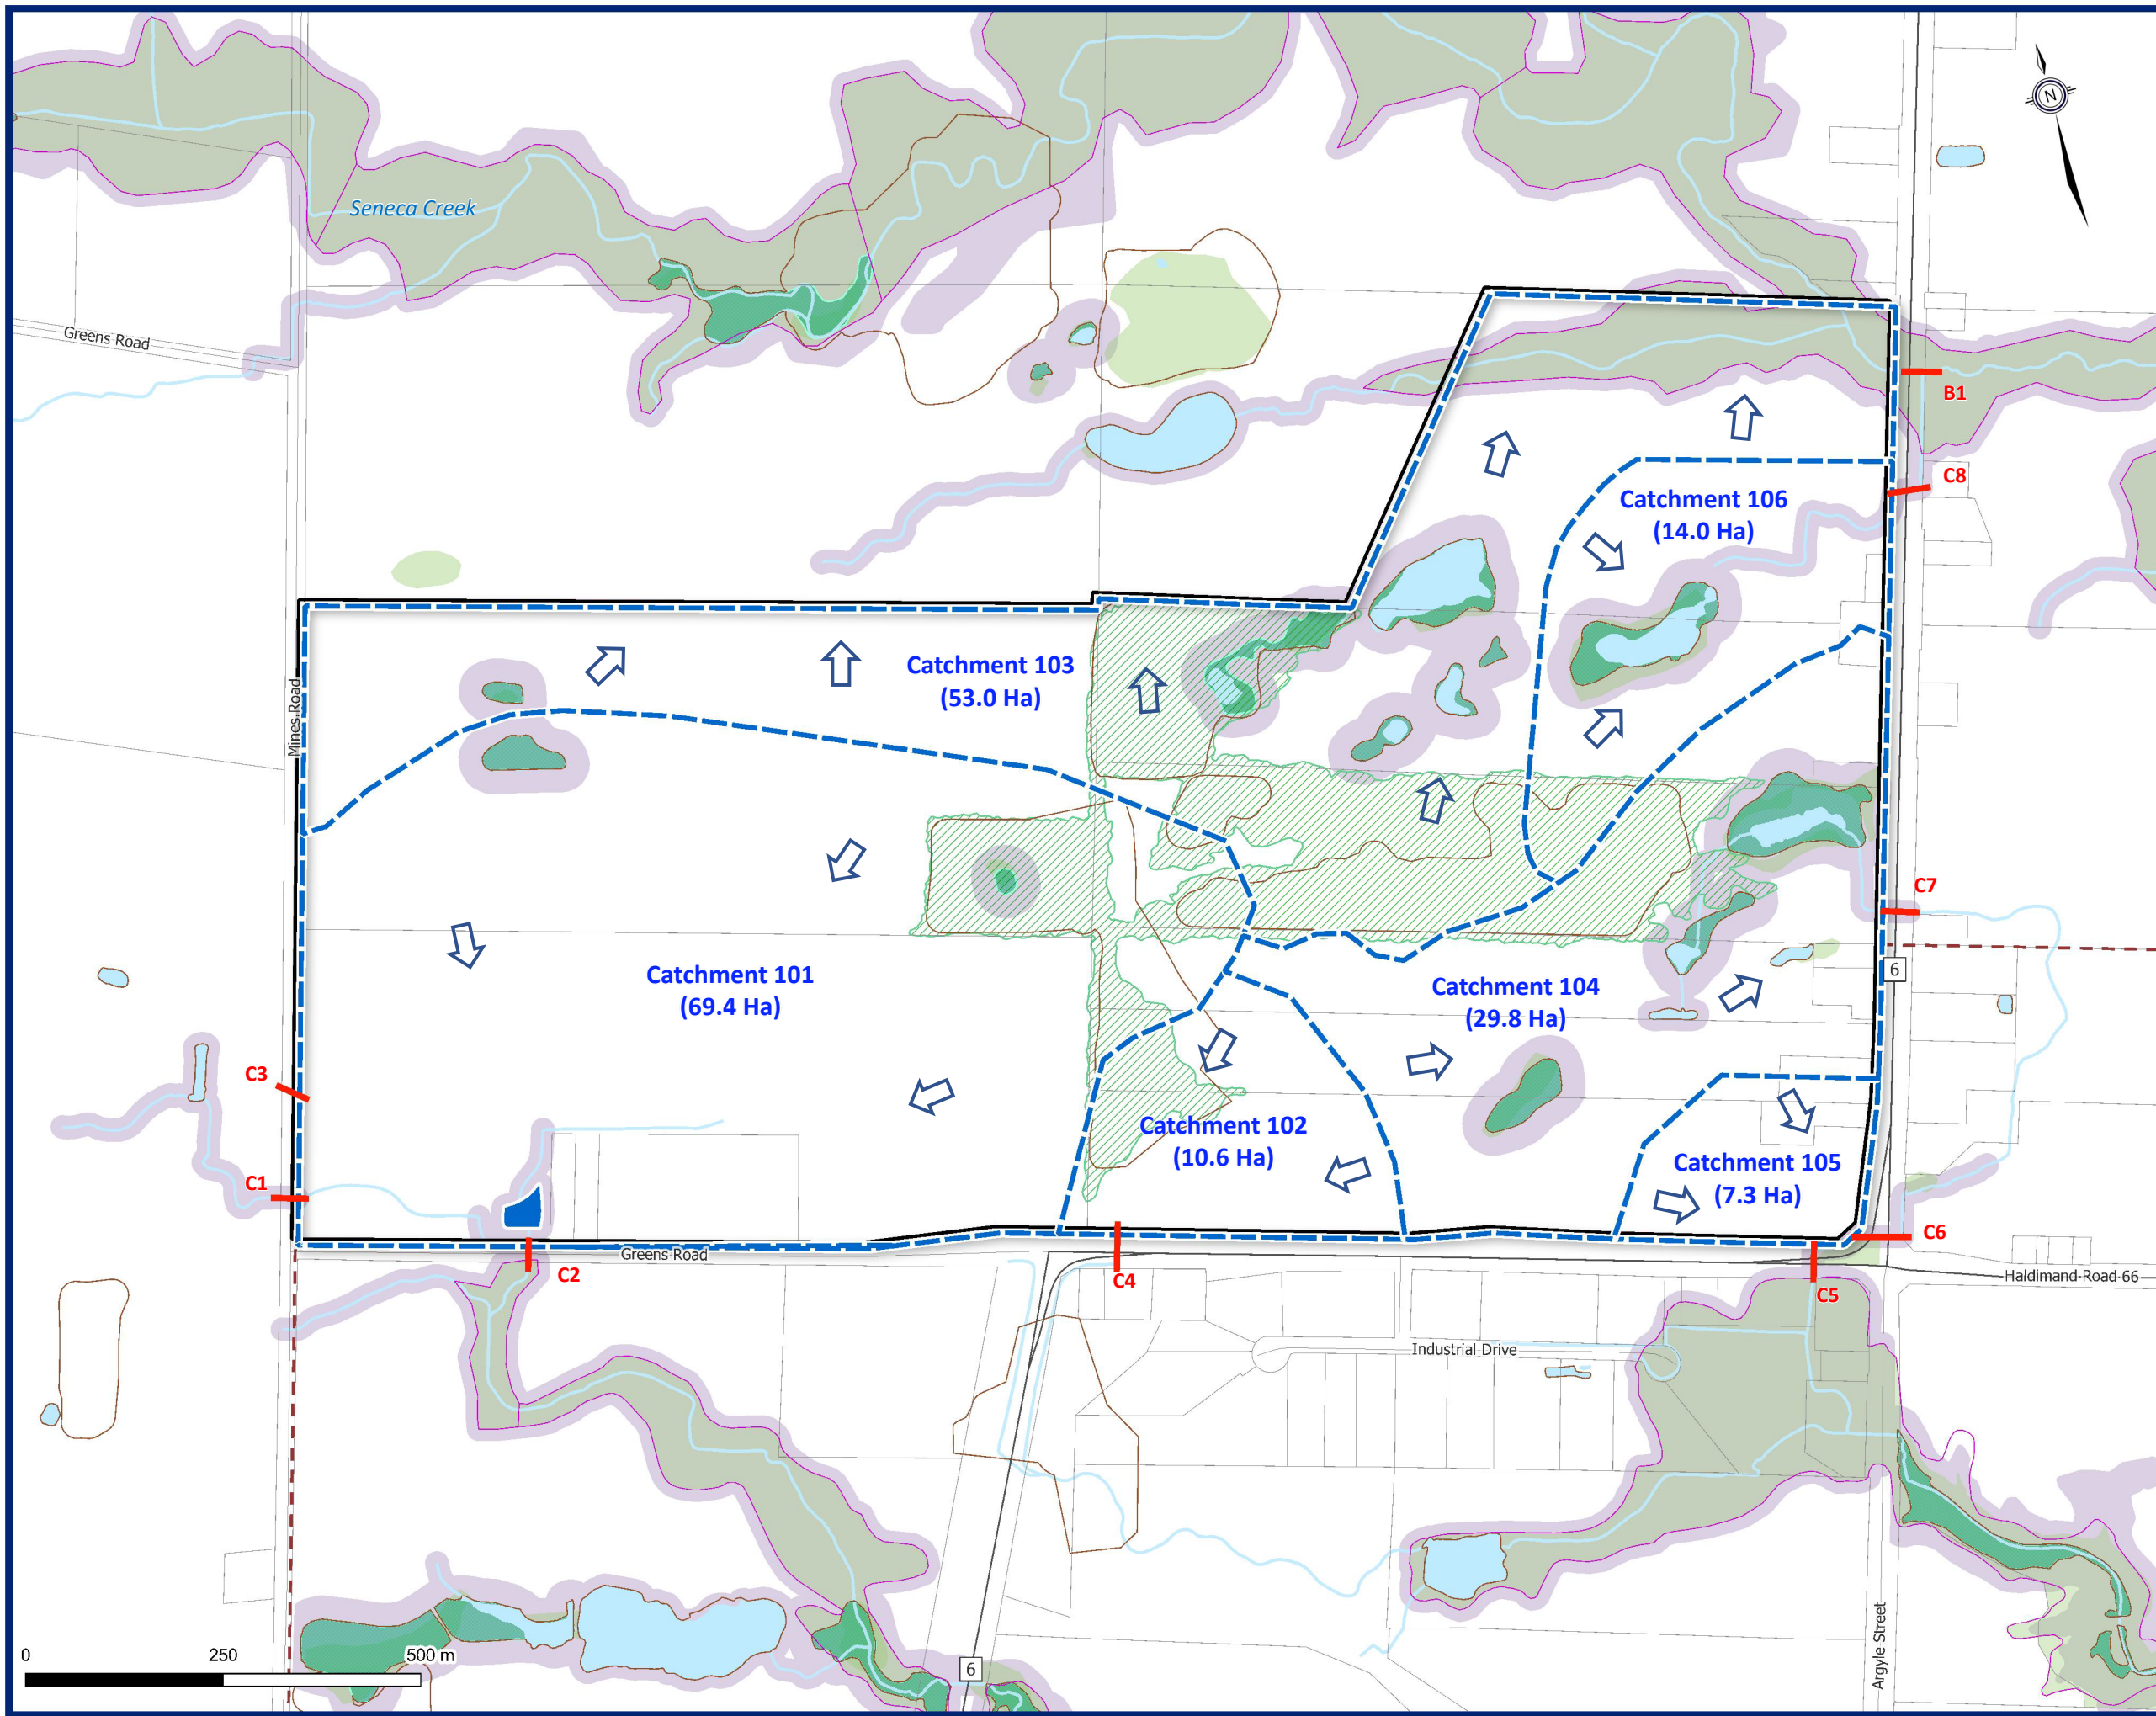 N
Seneca Creek
Greens Road
B1
C8
Catchment 106
(14.0 Ha)
Catchment 103
(53.0 Ha)
Mines Road
C7
6
Catchment 101
(69.4 Ha)
Catchment 104
(29.8 Ha)
C3
Catchment 102
(10.6 Ha)
Catchment 105
(7.3 Ha)
C1
C6
Greens Road
C2
C4
C5
Haldimand Road 66
Industrial Drive
Argyle Street
0 250 500 m
6